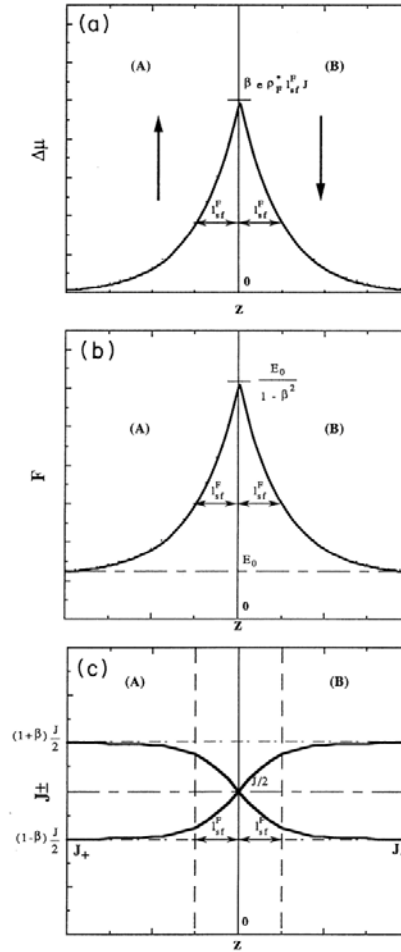 (a)
(A)
(B)
β e ρ*F lFsf J
Δμ
lFsf
lFsf
0
z
(b)
E0
1 - β2
(A)
(B)
F
lFsf
lFsf
E0
0
z
(c)
(A)
(B)
(1+β) J/2
J/2
J±
(1-β) J/2
J+
lFsf
lFsf
J
0
z